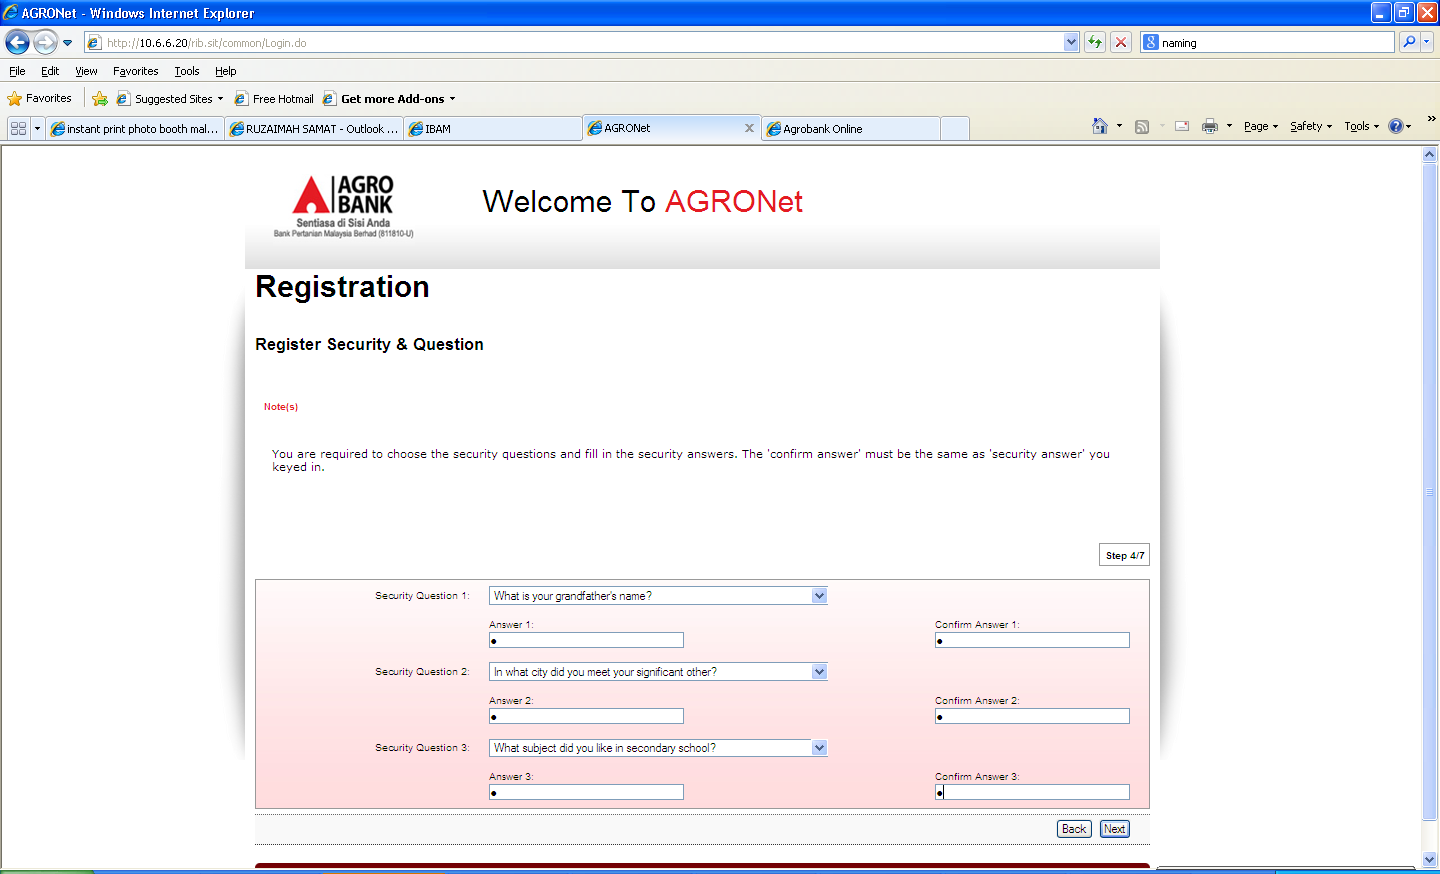 AGRONet - Windows Internet Explorer
http://10.6.6.20/rib.sit/common/Login.do
naming
File Edit View Favorites Tools Help
Favorites Suggested Sites Free Hotmail Get more Add-ons
instant print photo booth mal... RUZAIMAH SAMAT - Outlook ... IBAM AGRONet Agrobank Online Page Safety Tools
AGRO
BANK
Sentiasa di Sisi Anda
Bank Pertanian Malaysia Berhad (811810-U)
Welcome To AGRONet
Registration
Register Security & Question
Note(s)
You are required to choose the security questions and fill in the security answers. The 'confirm answer' must be the same as 'security answer' you
keyed in.
Step 4/7
Security Question 1: What is your grandfather's name?
Answer 1: Confirm Answer 1:
Security Question 2: In what city did you meet your significant other?
Answer 2: Confirm Answer 2:
Security Question 3: What subject did you like in secondary school?
Answer 3: Confirm Answer 3:
Back Next